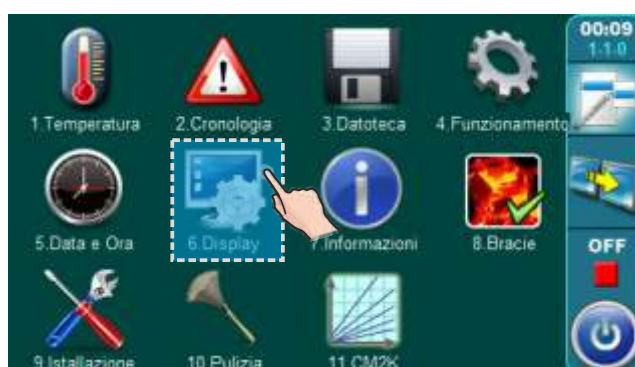 00:09
1-1-0
1.Temperatura
2.Cronologia
3.Datoteca
4.Funzionamento
5.Data e Ora
6.Display
7.Informazioni
8.Bracie
OFF
9.Istallazione
10.Pulizia
11.CM2K